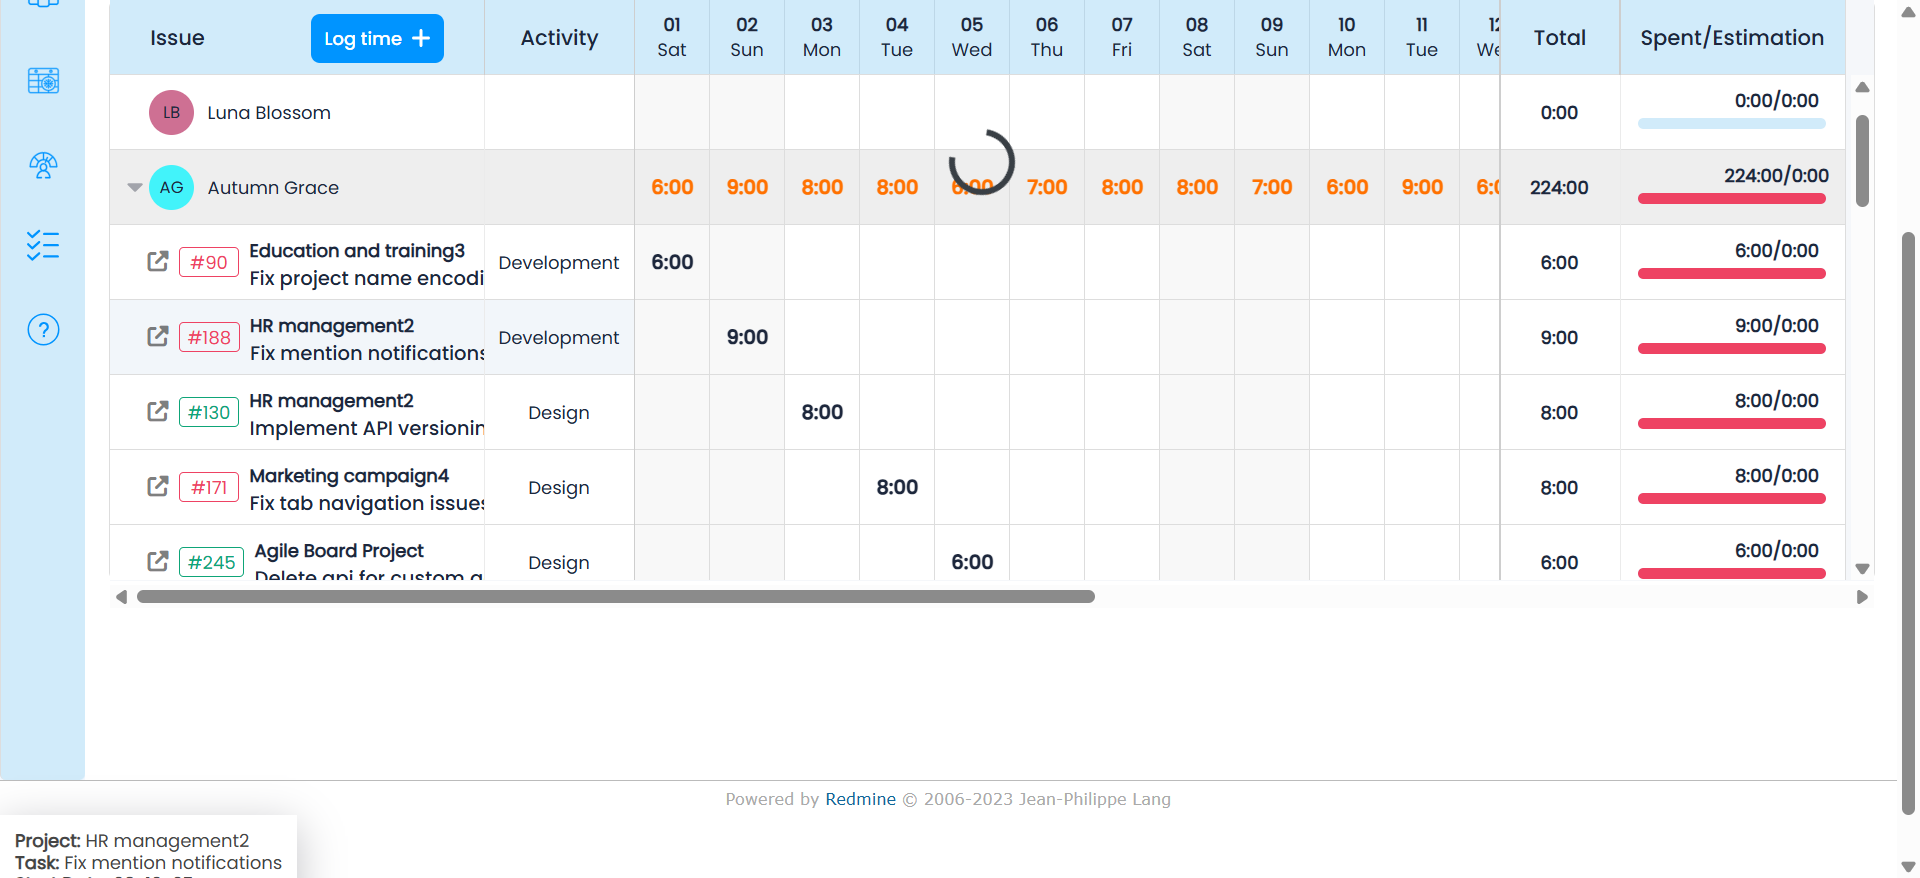 Issue Log time + Activity 01 02 03 04 05 06 07 08 09 10 11 12 Total Spent/Estimation
Sat Sun Mon Tue Wed Thu Fri Sat Sun Mon Tue We
LB Luna Blossom 0:00 0:00/0:00
AG Autumn Grace 6:00 9:00 8:00 8:00 6:00 7:00 8:00 8:00 7:00 6:00 9:00 6:0 224:00 224:00/0:00
#90 Education and training3 Development 6:00 6:00 6:00/0:00
Fix project name encodi
#188 HR management2 Development 9:00 9:00 9:00/0:00
Fix mention notifications
#130 HR management2 Design 8:00 8:00 8:00/0:00
Implement API versionin
#171 Marketing campaign4 Design 8:00 8:00 8:00/0:00
Fix tab navigation issues
#245 Agile Board Project Design 6:00 6:00 6:00/0:00
Delete api for custom
?
Powered by Redmine © 2006-2023 Jean-Philippe Lang
Project: HR management2
Task: Fix mention notifications